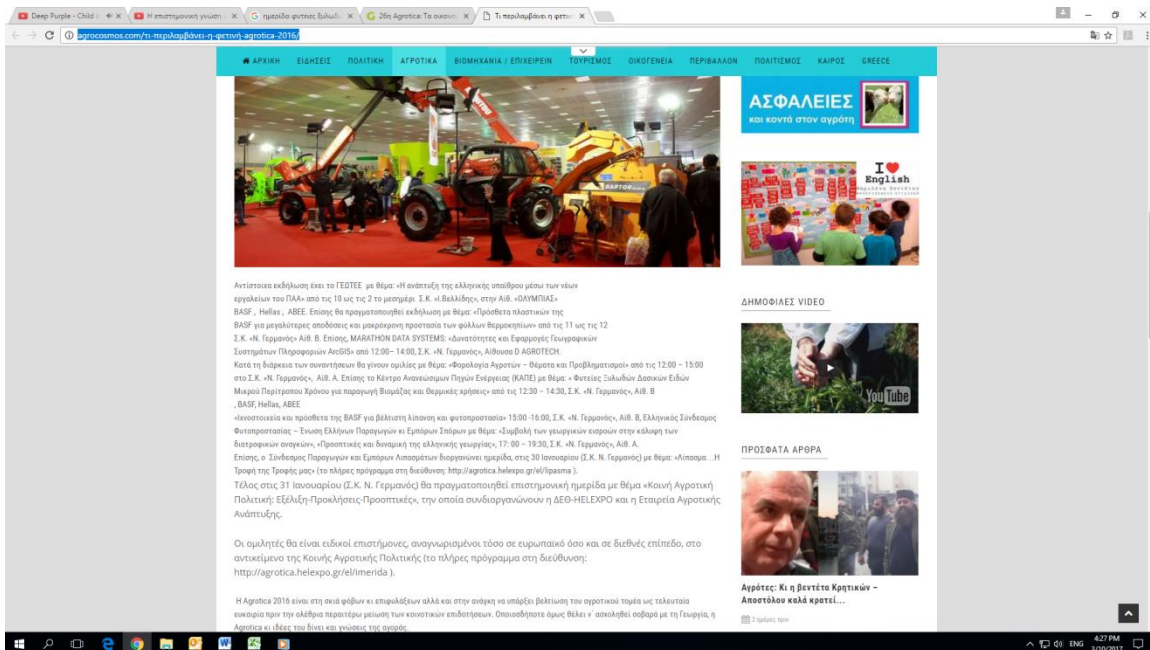 Deep Purple - Child i
Η επιστημονική γνώση
ημερίδα φυτειες ξυλωδ
26η Agrotica: Τα οικονο
Τι περιλαμβάνει η φετιν
agrocosmos.com/τι-περιλαμβάνει-η-φετινή-agrotica-2016/
ΑΡΧΙΚΗ ΕΙΔΗΣΕΙΣ ΠΟΛΙΤΙΚΗ ΑΓΡΟΤΙΚΑ ΒΙΟΜΗΧΑΝΙΑ / ΕΠΙΧΕΙΡΕΙΝ ΤΟΥΡΙΣΜΟΣ ΟΙΚΟΓΕΝΕΙΑ ΠΕΡΙΒΑΛΛΟΝ ΠΟΛΙΤΙΣΜΟΣ ΚΑΙΡΟΣ GREECE
RAPTOR
Αντίστοιχα εκδήλωση έχει το ΓΕΩΤΕΕ με θέμα: «Η ανάπτυξη της ελληνικής υπαίθρου μέσω των νέων
εργαλείων του ΠΑΑ» από τις 10 ως τις 2 το μεσημέρι Σ.Κ. «Ι.Βελλίδης», στην Αίθ. «ΟΛΥΜΠΙΑΣ»
BASF , Hellas , ABEE. Επίσης θα πραγματοποιηθεί εκδήλωση με θέμα: «Πρόσθετα πλαστικών της
BASF για μεγαλύτερες αποδόσεις και μακρόχρονη προστασία των φύλλων θερμοκηπίων» από τις 11 ως τις 12
Σ.Κ. «Ν. Γερμανός» Αίθ. Β. Επίσης, MARATHON DATA SYSTEMS: «Δυνατότητες και Εφαρμογές Γεωγραφικών
Συστημάτων Πληροφοριών ArcGIS» από 12:00– 14:00, Σ.Κ. «Ν. Γερμανός», Αίθουσα D AGROTECH.
Κατά τη διάρκεια των συναντήσεων θα γίνουν ομιλίες με θέμα: «Φορολογία Αγροτών – Θέματα και Προβληματισμοί» από τις 12:00 – 15:00
στο Σ.Κ. «Ν. Γερμανός», Αίθ. Α. Επίσης το Κέντρο Ανανεώσιμων Πηγών Ενέργειας (ΚΑΠΕ) με θέμα: « Φυτείες Ξυλωδών Δασικών Ειδών
Μικρού Περίτροπου Χρόνου για παραγωγή Βιομάζας και Θερμικές χρήσεις» από τις 12:30 – 14:30, Σ.Κ. «Ν. Γερμανός», Αίθ. Β
, BASF, Hellas, ABEE
«Ιχνοστοιχεία και πρόσθετα της BASF για βέλτιστη λίπανση και φυτοπροστασία» 15:00 -16:00, Σ.Κ. «Ν. Γερμανός», Αίθ. Β, Ελληνικός Σύνδεσμος
Φυτοπροστασίας – Ένωση Ελλήνων Παραγωγών κι Εμπόρων Σπόρων με θέμα: «Συμβολή των γεωργικών εισροών στην κάλυψη των
διατροφικών αναγκών», «Προοπτικές και δυναμική της ελληνικής γεωργίας», 17: 00 – 19:30, Σ.Κ. «Ν. Γερμανός», Αίθ. Α.
Επίσης, ο Σύνδεσμος Παραγωγών και Εμπόρων Λιπασμάτων διοργανώνει ημερίδα, στις 30 Ιανουαρίου (Σ.Κ. Ν. Γερμανός) με θέμα: «Λίπασμα…Η
Τροφή της Τροφής μας» (το πλήρες πρόγραμμα στη διεύθυνση: http://agrotica.helexpo.gr/el/lipasma ).
Τέλος στις 31 Ιανουαρίου (Σ.Κ. Ν. Γερμανός) θα πραγματοποιηθεί επιστημονική ημερίδα με θέμα «Κοινή Αγροτική
Πολιτική: Εξέλιξη-Προκλήσεις-Προοπτικές», την οποία συνδιοργανώνουν η ΔΕΘ-HELEXPO και η Εταιρεία Αγροτικής
Ανάπτυξης.
Οι ομιλητές θα είναι ειδικοί επιστήμονες, αναγνωρισμένοι τόσο σε ευρωπαϊκό όσο και σε διεθνές επίπεδο, στο
αντικείμενο της Κοινής Αγροτικής Πολιτικής (το πλήρες πρόγραμμα στη διεύθυνση:
http://agrotica.helexpo.gr/el/imerida ).
Η Agrotica 2016 είναι στη σκιά φόβων κι επιφυλάξεων αλλά και στην ανάγκη να υπάρξει βελτίωση του αγροτικού τομέα ως τελευταία
ευκαιρία πριν την ολέθρια περαιτέρω μείωση των κοινοτικών επιδοτήσεων. Οποιοσδήποτε όμως θέλει ν' ασχοληθεί σοβαρά με τη Γεωργία, η
Agrotica κι ιδέες του δίνει και γνώσεις της αγοράς.
ΑΣΦΑΛΕΙΕΣ
και κοντά στον αγρότη
I
English
ΔΗΜΟΦΙΛΕΣ VIDEO
YouTube
ΠΡΟΣΦΑΤΑ ΑΡΘΡΑ
Αγρότες: Κι η βεντέτα Κρητικών –
Αποστόλου καλά κρατεί...
2 ημέρες πριν
ENG
4:27 PM
3/10/2017